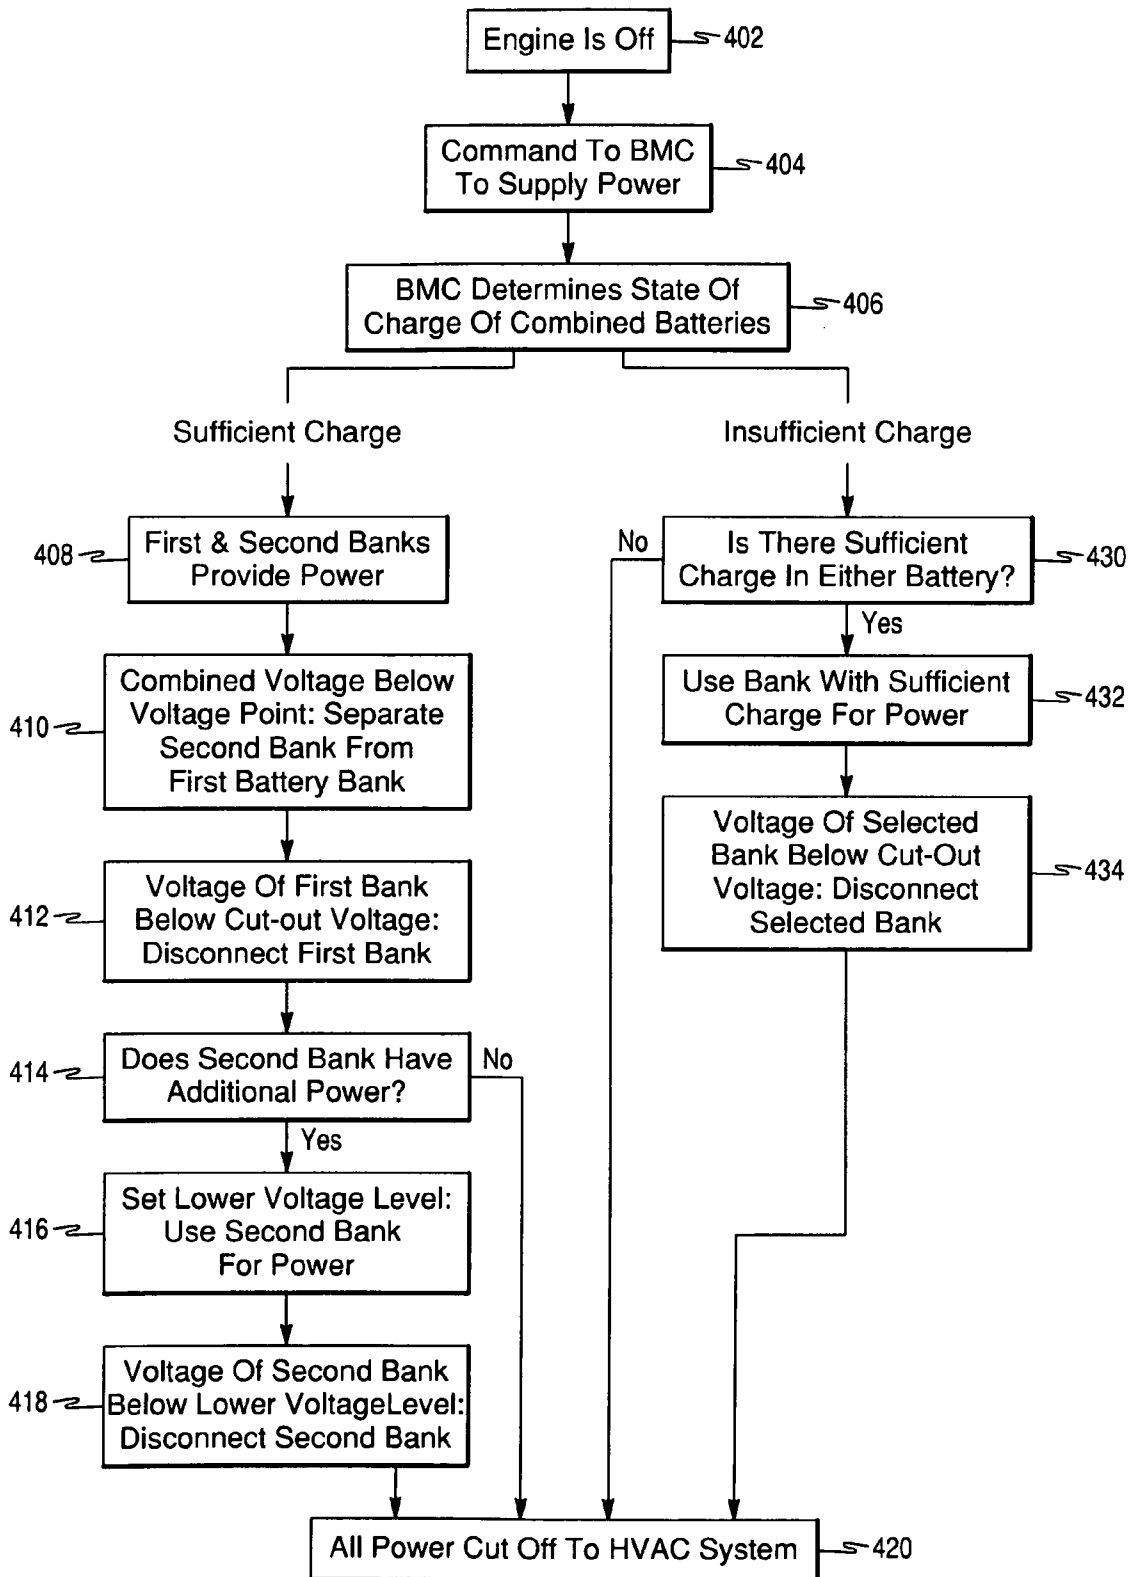 Engine Is Off
402
Command To BMC
To Supply Power
404
BMC Determines State Of
Charge Of Combined Batteries
406
Sufficient Charge
Insufficient Charge
408
First & Second Banks
Provide Power
No
Is There Sufficient
Charge In Either Battery?
430
Yes
410
Combined Voltage Below
Voltage Point: Separate
Second Bank From
First Battery Bank
Use Bank With Sufficient
Charge For Power
432
412
Voltage Of First Bank
Below Cut-out Voltage:
Disconnect First Bank
Voltage Of Selected
Bank Below Cut-Out
Voltage: Disconnect
Selected Bank
434
414
Does Second Bank Have
Additional Power?
No
Yes
416
Set Lower Voltage Level:
Use Second Bank
For Power
418
Voltage Of Second Bank
Below Lower VoltageLevel:
Disconnect Second Bank
All Power Cut Off To HVAC System
420